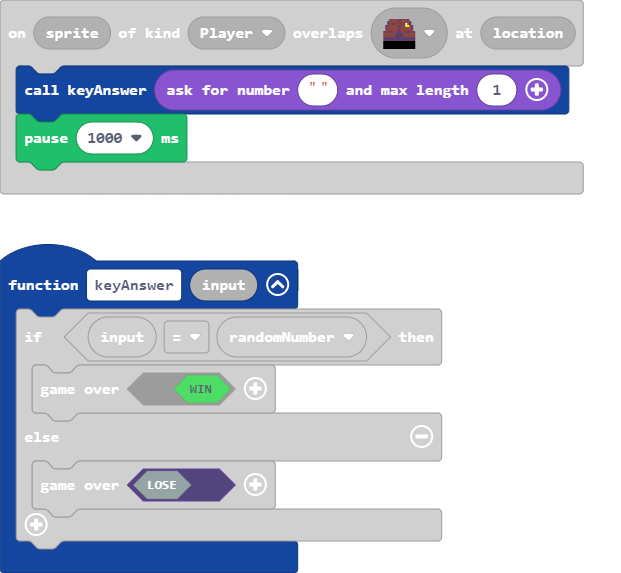 on sprite of kind Player overlaps at location
call keyAnswer ask for number " " and max length 1
pause 1000 ms
function keyAnswer input
if input = randomNumber then
game over WIN
else
game over LOSE